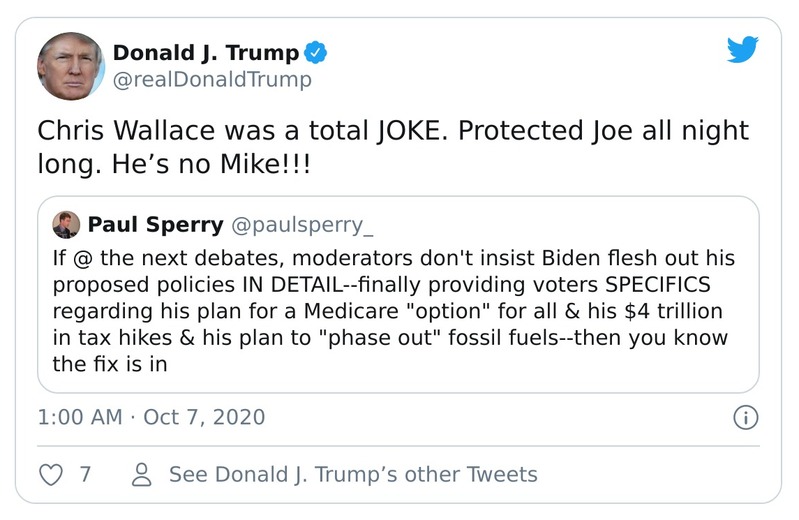 Donald J. Trump
@realDonaldTrump
Chris Wallace was a total JOKE. Protected Joe all night
long. He’s no Mike!!!
Paul Sperry @paulsperry_
If @ the next debates, moderators don't insist Biden flesh out his
proposed policies IN DETAIL--finally providing voters SPECIFICS
regarding his plan for a Medicare "option" for all & his $4 trillion
in tax hikes & his plan to "phase out" fossil fuels--then you know
the fix is in
1:00 AM · Oct 7, 2020
7 See Donald J. Trump’s other Tweets